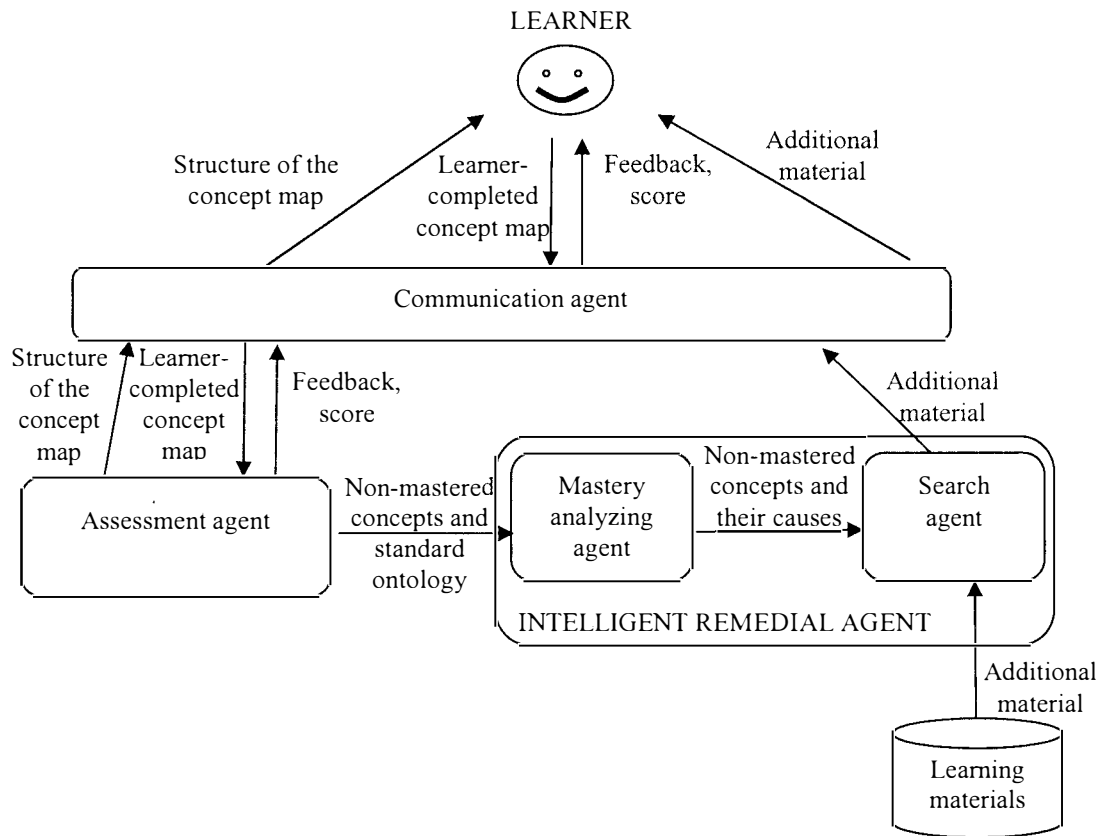 LEARNER
Structure of the
concept map
Learner-
completed
concept map
Feedback,
score
Additional
material
Communication agent
Structure
of the
concept
map
Learner-
completed
concept
map
Feedback,
score
Additional
material
Assessment agent
Non-mastered
concepts and
standard
ontology
Mastery
analyzing
agent
Non-mastered
concepts and
their causes
Search
agent
INTELLIGENT REMEDIAL AGENT
Additional
material
Learning
materials